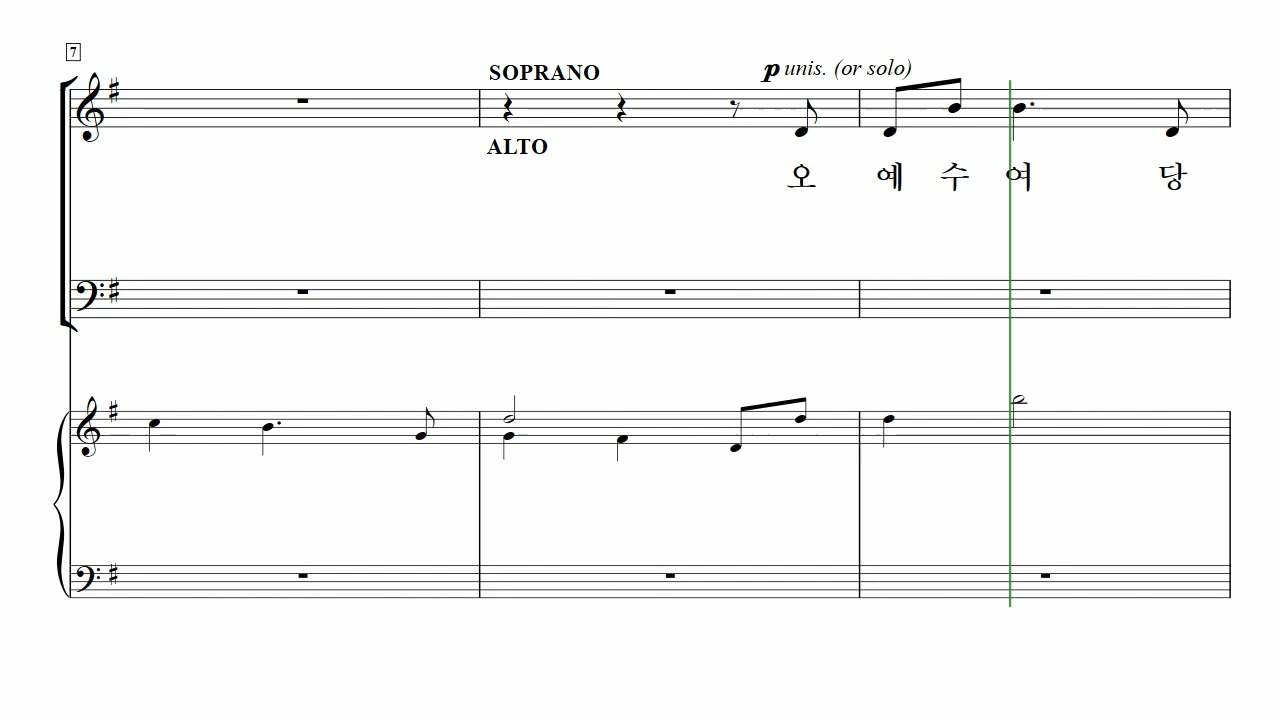 7
SOPRANO
p unis. (or solo)
ALTO
오 예 수 여 당